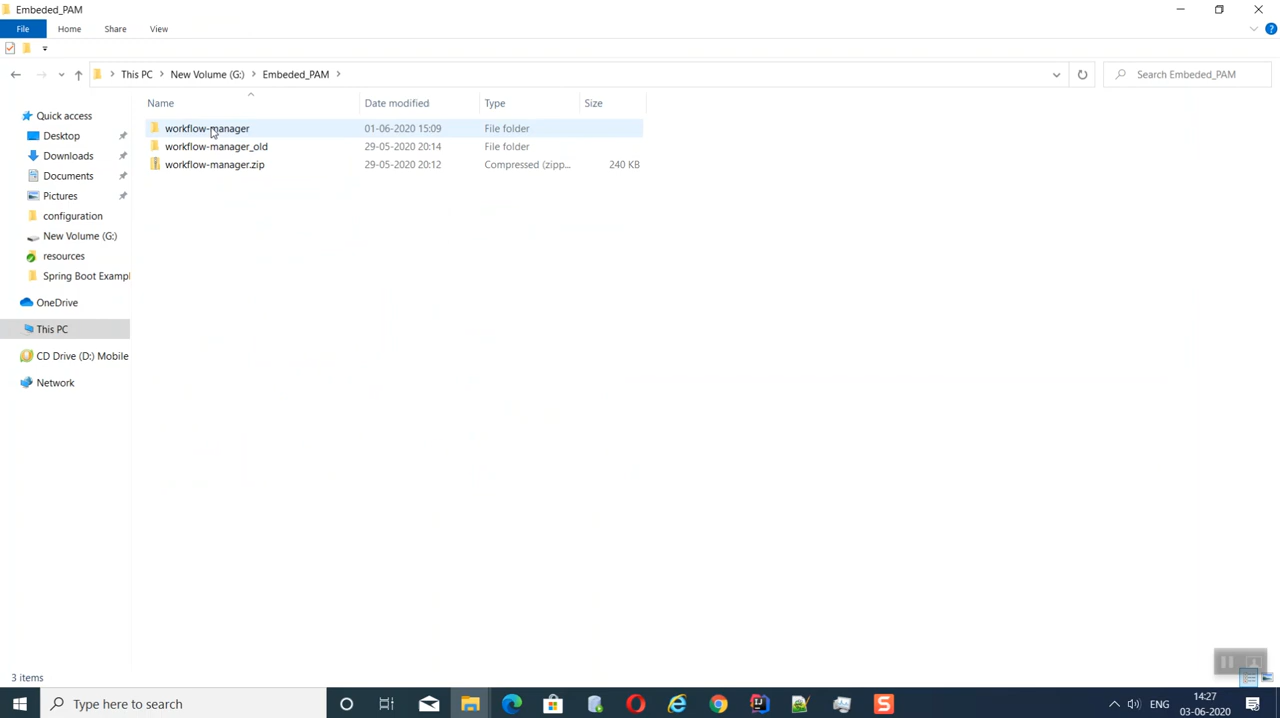 Embeded_PAM
File Home Share View
This PC New Volume (G:) Embeded_PAM Search Embeded_PAM
Name Date modified Type Size
Quick access
Desktop
Downloads
Documents
Pictures
configuration
New Volume (G:)
resources
Spring Boot Exampl
OneDrive
This PC
CD Drive (D:) Mobile
Network
workflow-manager 01-06-2020 15:09 File folder
workflow-manager_old 29-05-2020 20:14 File folder
workflow-manager.zip 29-05-2020 20:12 Compressed (zipp... 240 KB
3 items
Type here to search
ENG
14:27
03-06-2020